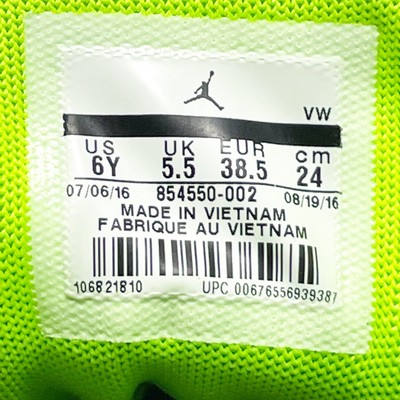 VW
US UK EUR cm
6Y 5.5 38.5 24
07/06/16 854550-002 08/19/16
MADE IN VIETNAM
FABRIQUE AU VIETNAM
106821810 UPC 00676556939387